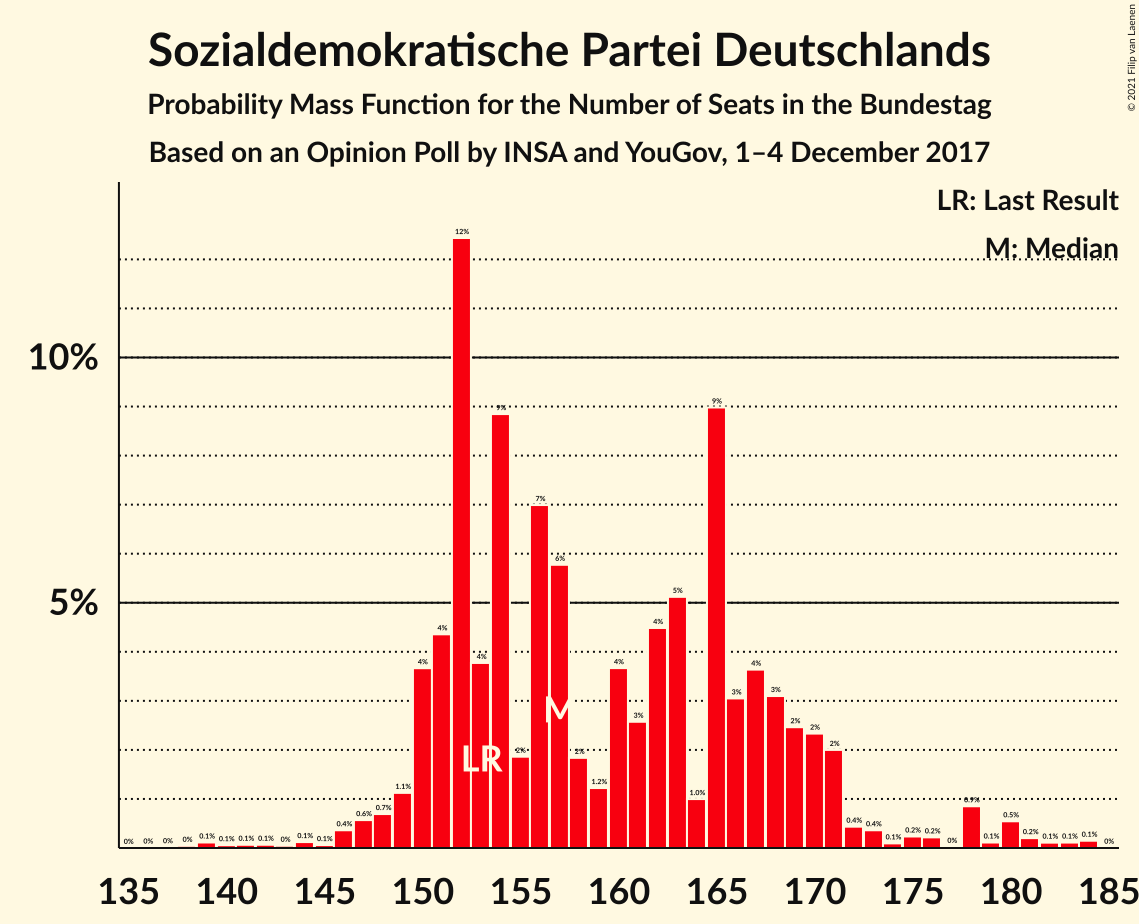 Sozialdemokratische Partei Deutschlands
Probability Mass Function for the Number of Seats in the Bundestag
Based on an Opinion Poll by INSA and YouGov, 1–4 December 2017
© 2021 Filip van Laenen
LR: Last Result
M: Median
10%
5%
0% 0% 0% 0% 0.1% 0.1% 0.1% 0.1% 0% 0.1% 0.1% 0.4% 0.6% 0.7% 1.1% 4% 4% 12% 4% 9% 2% 7% 6% 2% 1.2% 4% 3% 4% 5% 1.0% 9% 3% 4% 3% 2% 2% 2% 0.4% 0.4% 0.1% 0.2% 0.2% 0% 0.9% 0.1% 0.5% 0.2% 0.1% 0.1% 0.1% 0%
M
LR
135 140 145 150 155 160 165 170 175 180 185